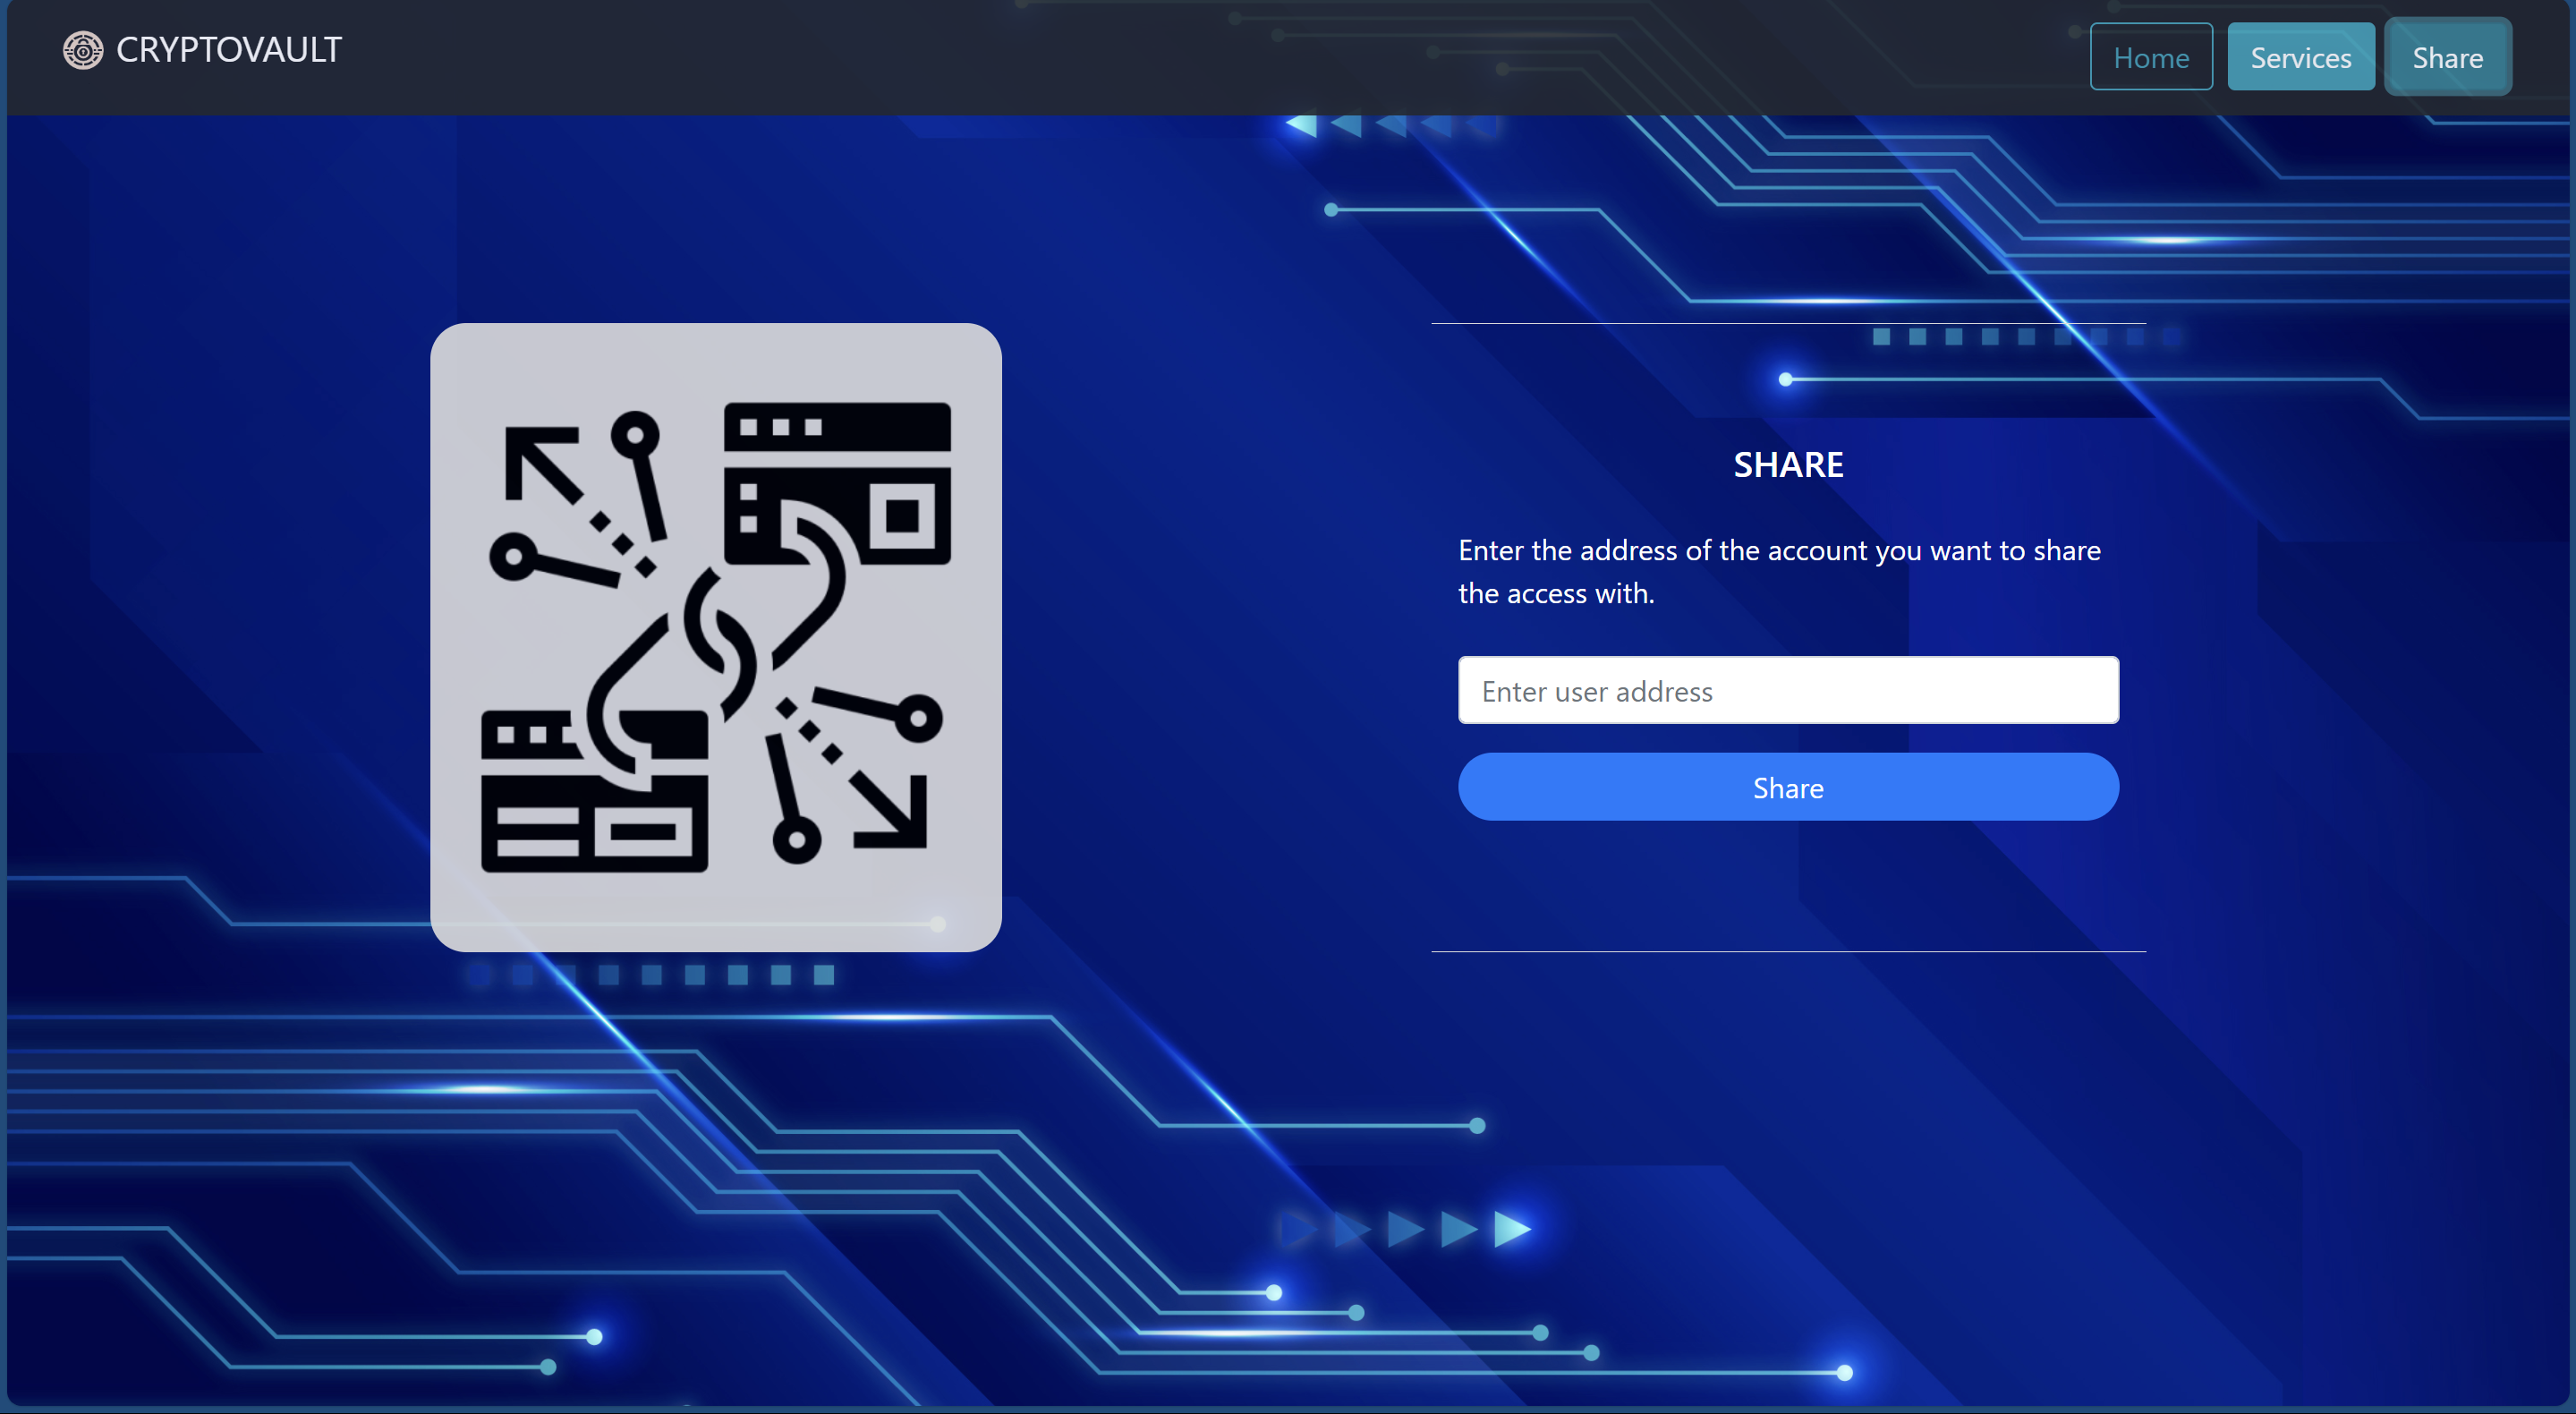 CRYPTOVAULT
Home
Services
Share
SHARE
Enter the address of the account you want to share
the access with.
Enter user address
Share